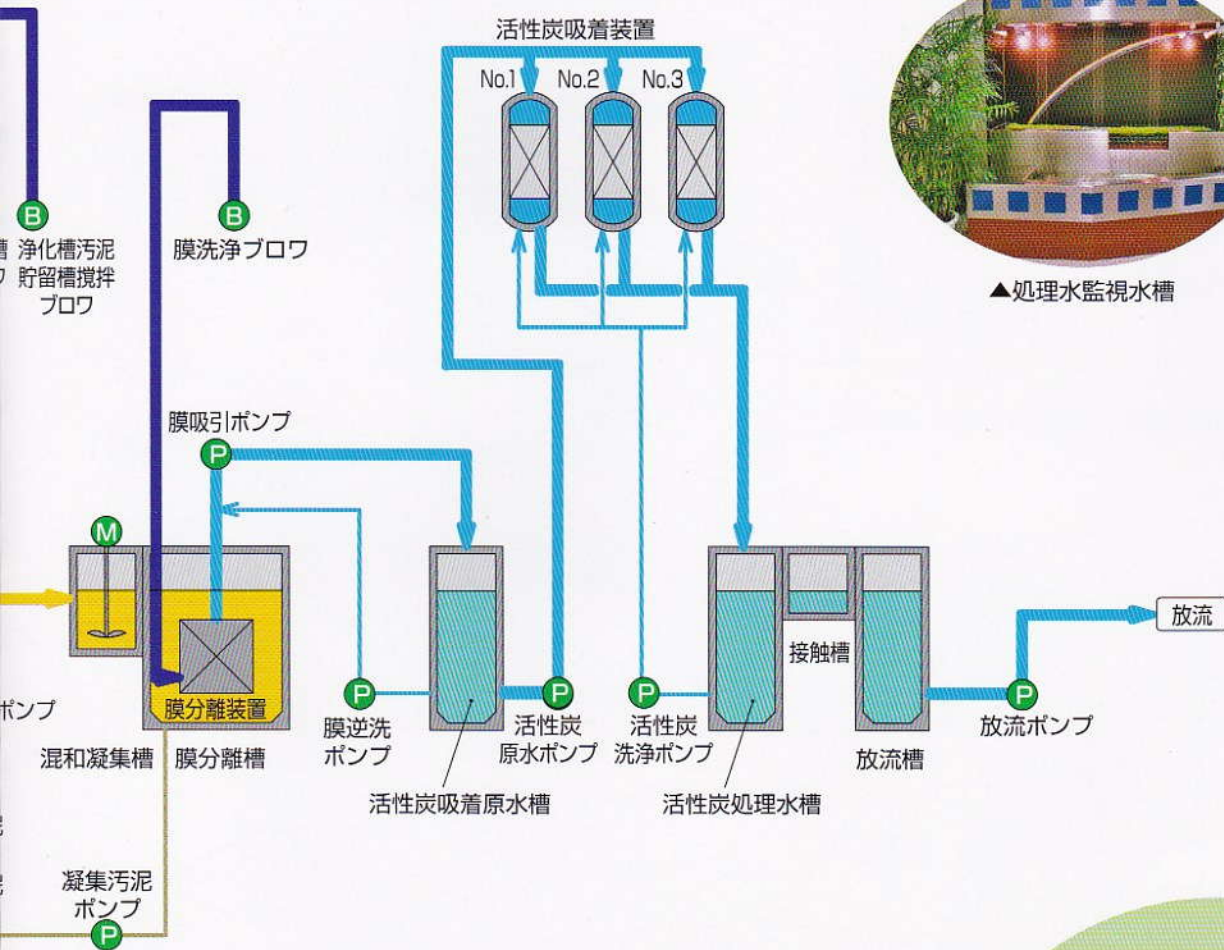 活性炭吸着装置
No.1
No.2
No.3
B
浄化槽汚泥
貯留槽撹拌
ブロワ
B
膜洗浄ブロワ
▲処理水監視水槽
膜吸引ポンプ
P
M
放流
接触槽
膜分離装置
P
膜逆洗
ポンプ
P
活性炭
原水ポンプ
P
活性炭
洗浄ポンプ
P
放流ポンプ
ポンプ
混和凝集槽
膜分離槽
放流槽
活性炭吸着原水槽
活性炭処理水槽
凝集汚泥
ポンプ
P